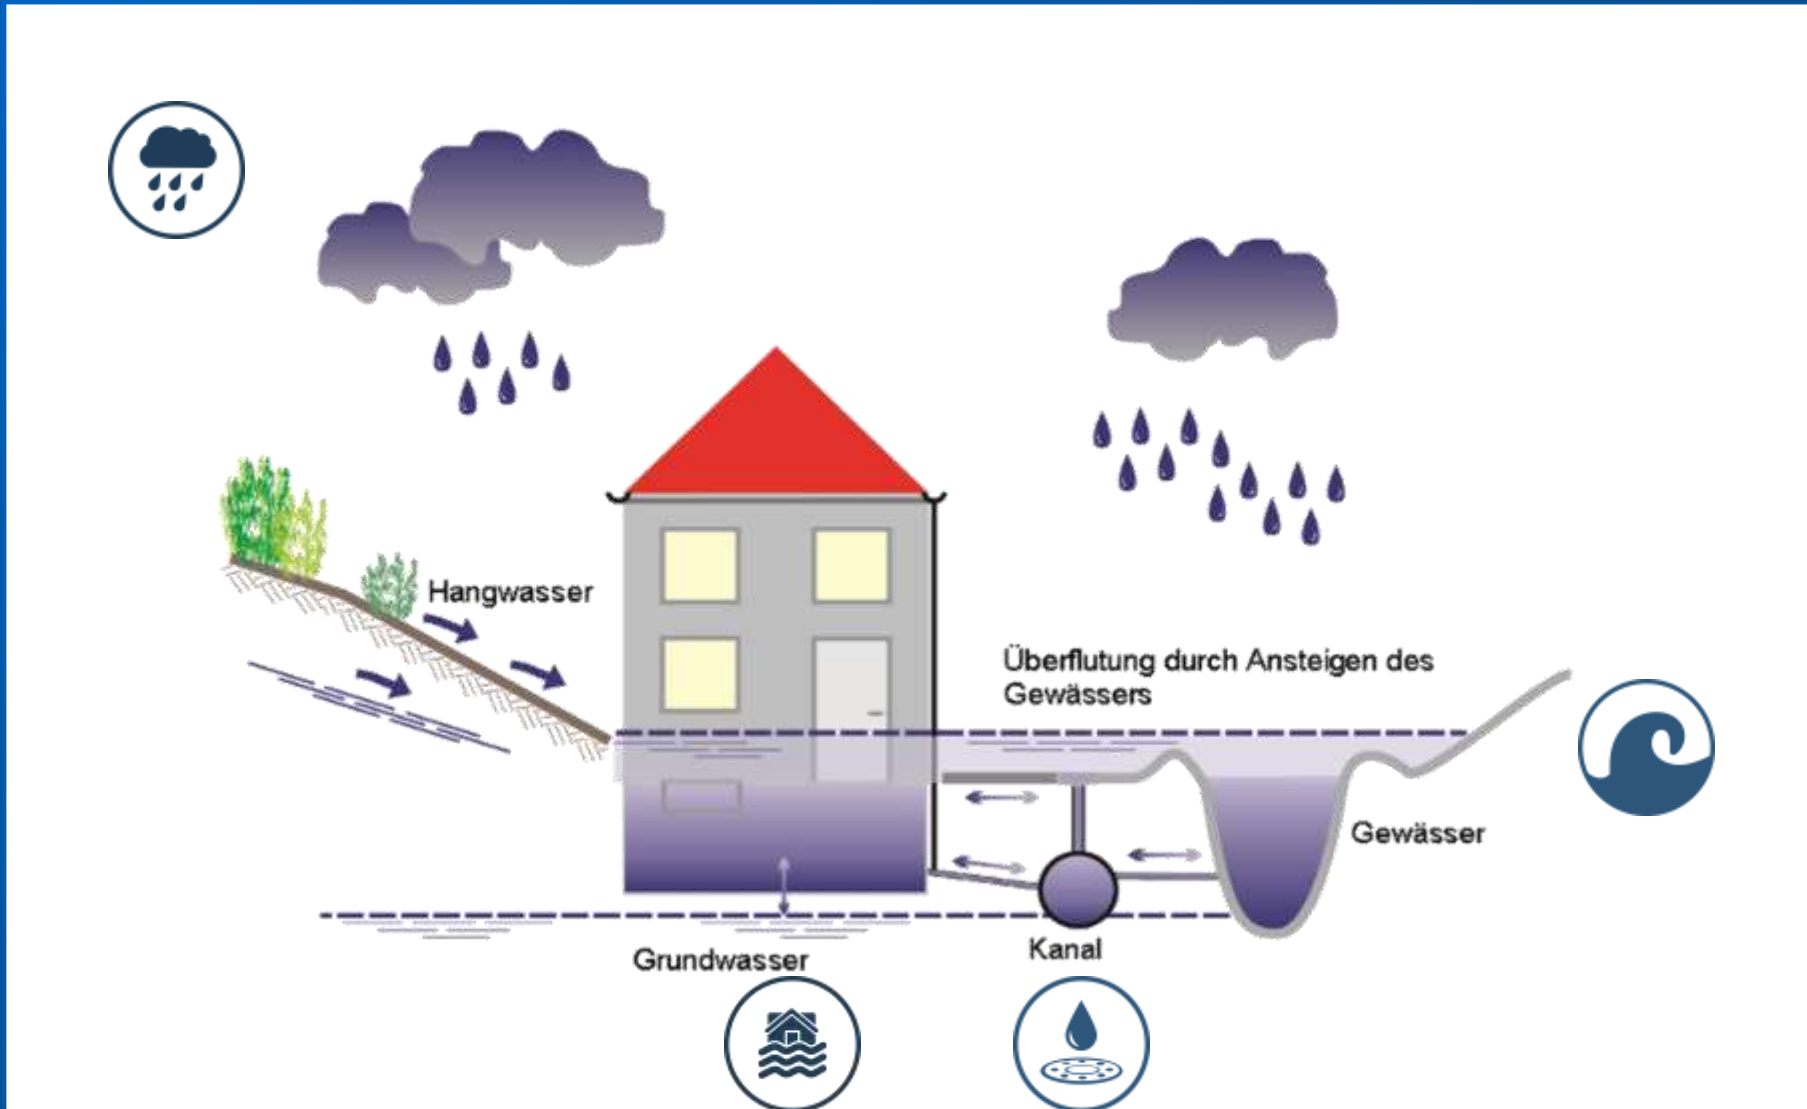 Hangwasser
Überflutung durch Ansteigen des
Gewässers
Gewässer
Kanal
Grundwasser